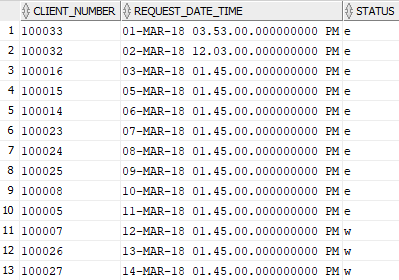 CLIENT_NUMBER REQUEST_DATE_TIME STATUS
1 100033 01-MAR-18 03.53.00.000000000 PM e
2 100032 02-MAR-18 12.03.00.000000000 PM e
3 100016 03-MAR-18 01.45.00.000000000 PM e
4 100015 05-MAR-18 01.45.00.000000000 PM e
5 100014 06-MAR-18 01.45.00.000000000 PM e
6 100023 07-MAR-18 01.45.00.000000000 PM e
7 100024 08-MAR-18 01.45.00.000000000 PM e
8 100025 09-MAR-18 01.45.00.000000000 PM e
9 100008 10-MAR-18 01.45.00.000000000 PM e
10 100005 11-MAR-18 01.45.00.000000000 PM e
11 100007 12-MAR-18 01.45.00.000000000 PM w
12 100026 13-MAR-18 01.45.00.000000000 PM w
13 100027 14-MAR-18 01.45.00.000000000 PM w